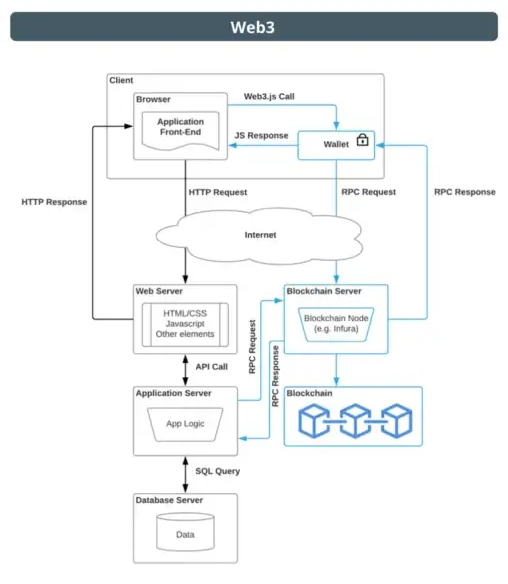 Web3
Client
Browser
Web3.js Call
Application
Front-End
JS Response
Wallet
HTTP Response
HTTP Request
RPC Request
RPC Response
Internet
Web Server
Blockchain Server
HTML/CSS
Javascript
Other elements
Blockchain Node
(e.g. Infura)
RPC Request
RPC Response
API Call
Application Server
Blockchain
App Logic
SQL Query
Database Server
Data